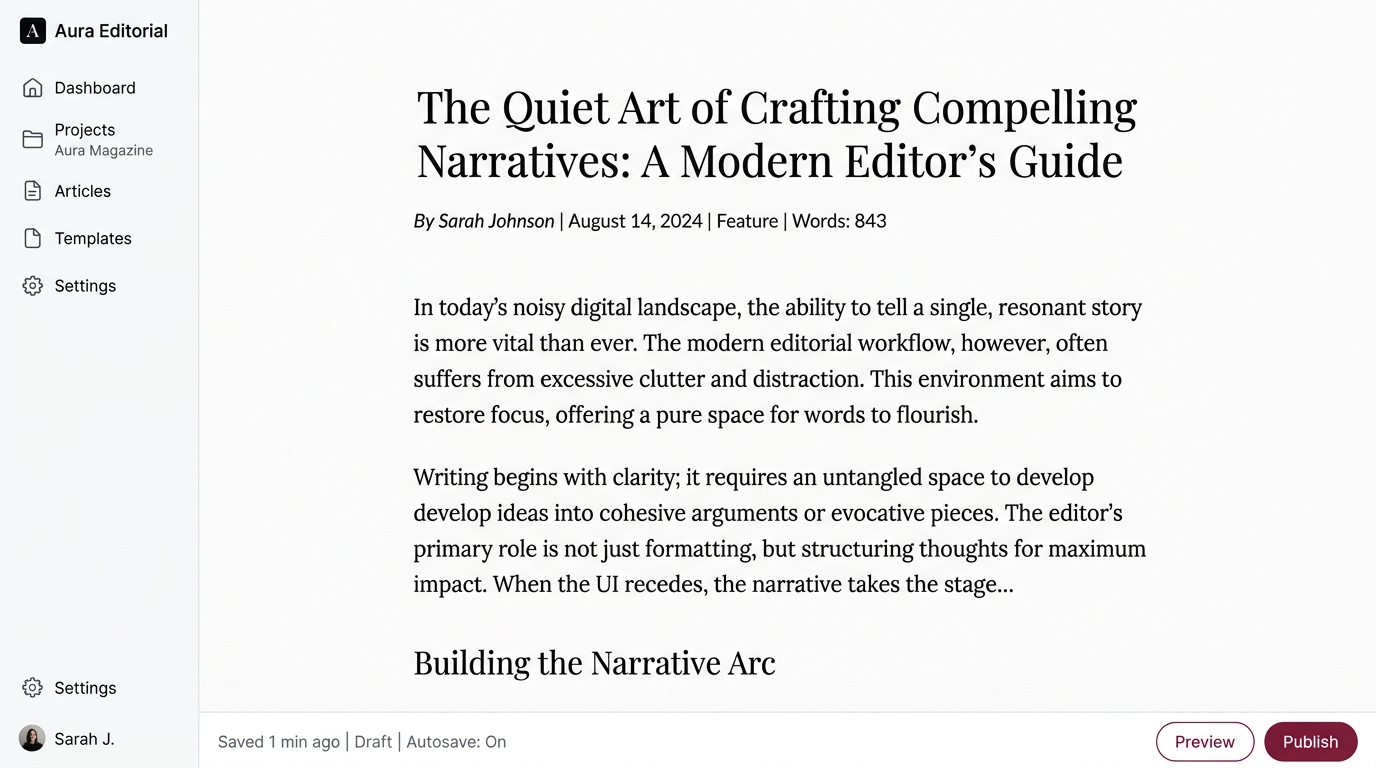 A Aura Editorial
Dashboard
Projects
Aura Magazine
Articles
Templates
Settings
Settings
Sarah J.
The Quiet Art of Crafting Compelling
Narratives: A Modern Editor’s Guide
By Sarah Johnson | August 14, 2024 | Feature | Words: 843
In today’s noisy digital landscape, the ability to tell a single, resonant story
is more vital than ever. The modern editorial workflow, however, often
suffers from excessive clutter and distraction. This environment aims to
restore focus, offering a pure space for words to flourish.
Writing begins with clarity; it requires an untangled space to develop
develop ideas into cohesive arguments or evocative pieces. The editor’s
primary role is not just formatting, but structuring thoughts for maximum
impact. When the UI recedes, the narrative takes the stage...
Building the Narrative Arc
Saved 1 min ago | Draft | Autosave: On
Preview
Publish